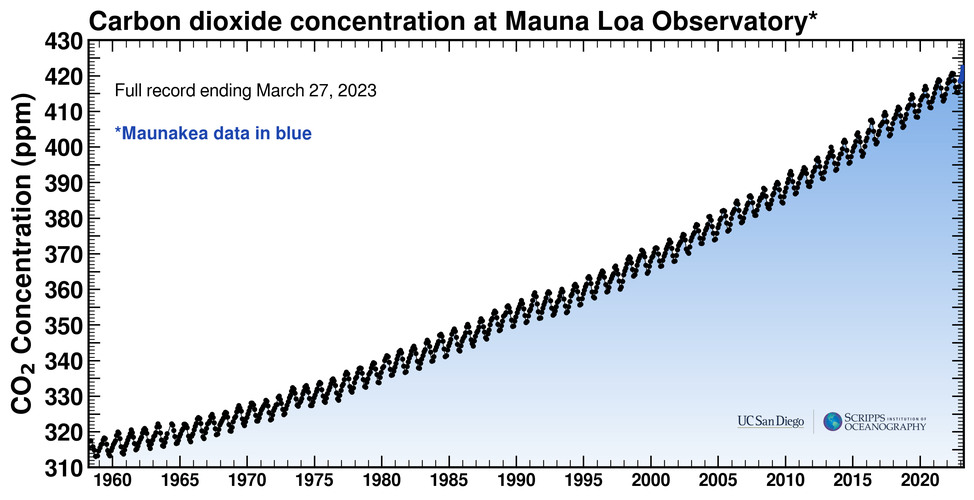 Carbon dioxide concentration at Mauna Loa Observatory*
Full record ending March 27, 2023
*Maunakea data in blue
CO₂ Concentration (ppm)
430
420
410
400
390
380
370
360
350
340
330
320
310
1960 1965 1970 1975 1980 1985 1990 1995 2000 2005 2010 2015 2020
UC San Diego
SCRIPPS INSTITUTION OF
OCEANOGRAPHY